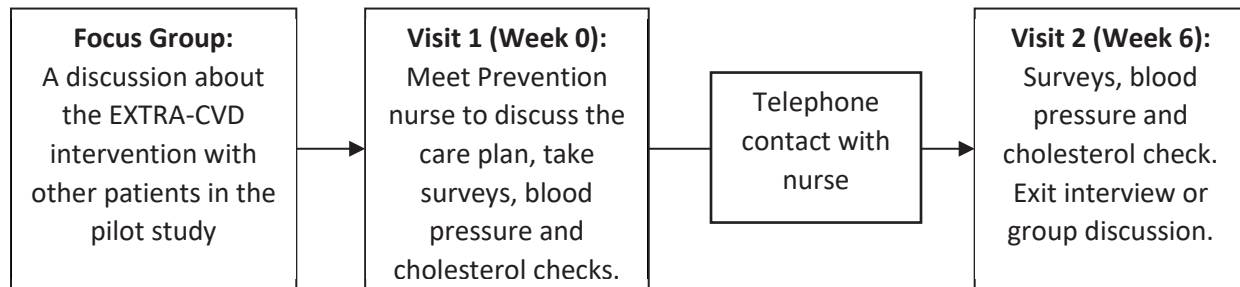 Focus Group:
A discussion about
the EXTRA-CVD
intervention with
other patients in the
pilot study
Visit 1 (Week 0):
Meet Prevention
nurse to discuss the
care plan, take
surveys, blood
pressure and
cholesterol checks.
Telephone
contact with
nurse
Visit 2 (Week 6):
Surveys, blood
pressure and
cholesterol check.
Exit interview or
group discussion.